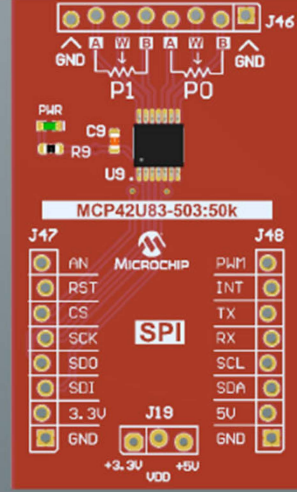 J46
GND A W B A W B GND
P1 P0
PWR
C9
R9
U9.
MCP42U83-503:50k
J47 J48
MICROCHIP
AN PWM
RST INT
CS TX
SCK SPI RX
SDO SCL
SDI SDA
3.3V J19 5V
GND GND
+3.3V +5V
VDD